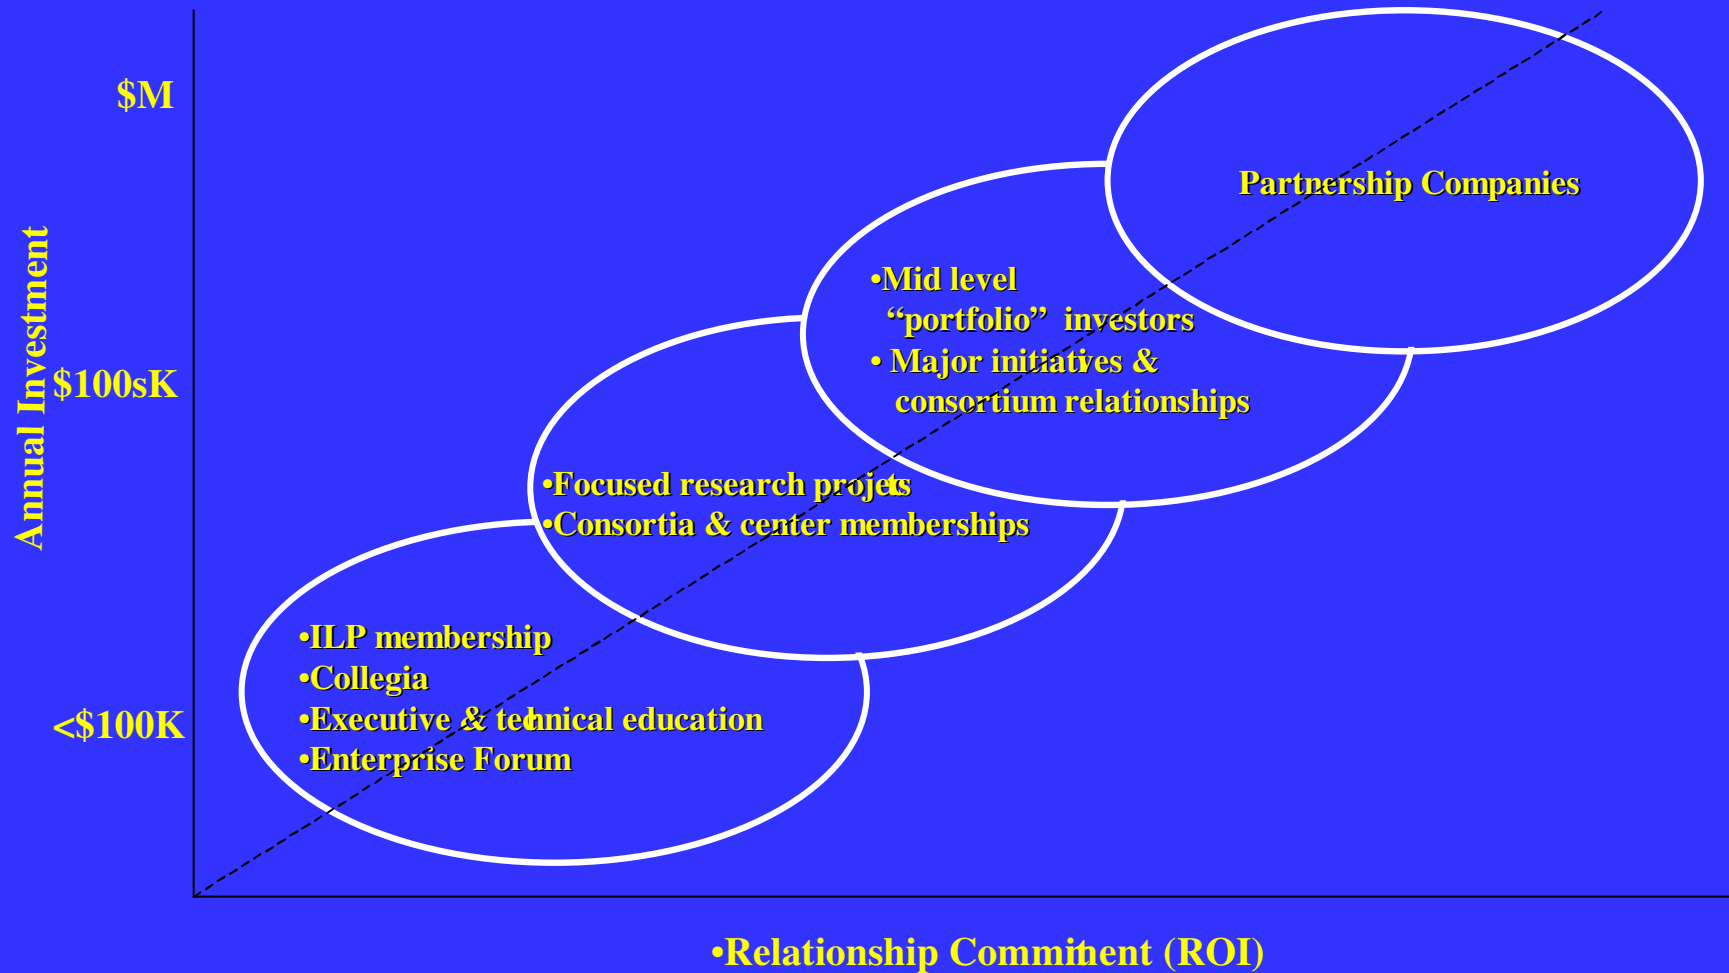 $M
Partnership Companies
Annual Investment
•Mid level
“portfolio” investors
• Major initiatives &
consortium relationships
$100sK
•Focused research projets
•Consortia & center memberships
•ILP membership
•Collegia
•Executive & technical education
•Enterprise Forum
<$100K
•Relationship Commitment (ROI)